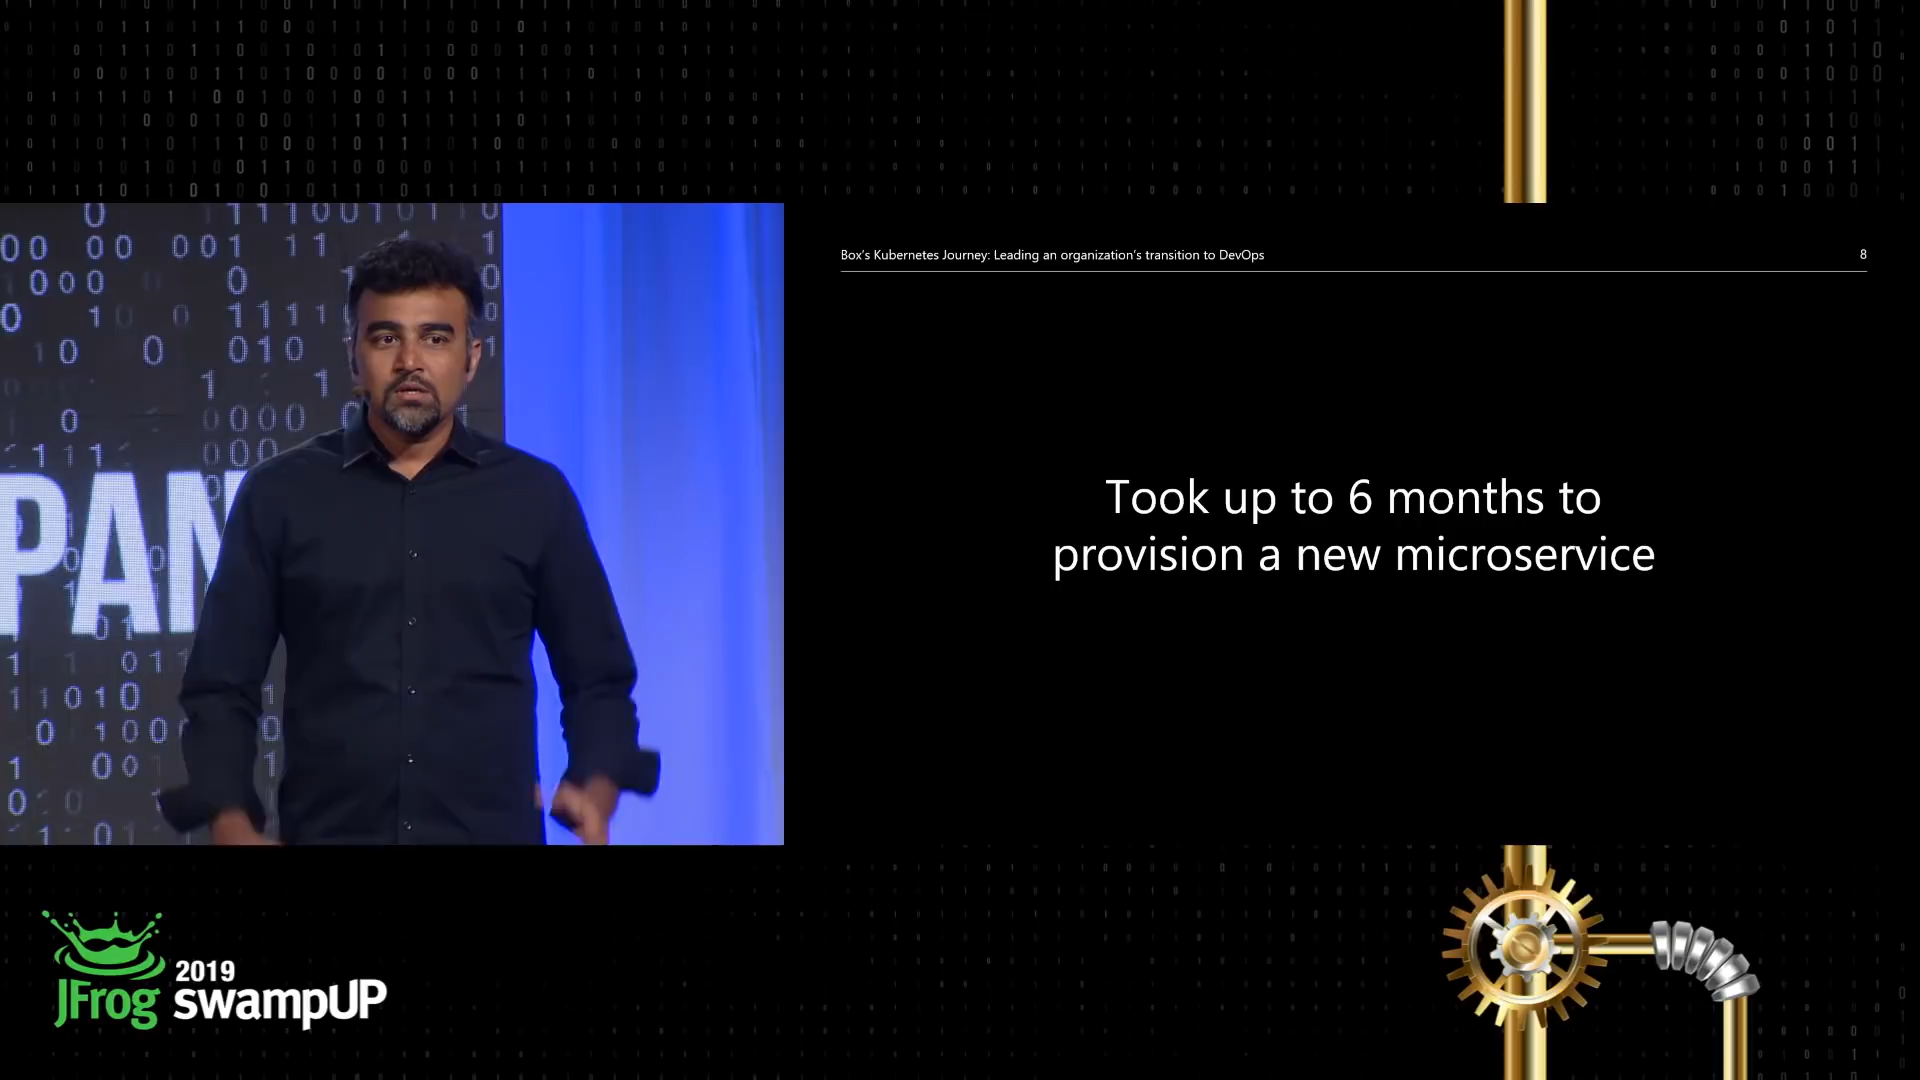 Box's Kubernetes Journey: Leading an organization's transition to DevOps
8
PAN
Took up to 6 months to
provision a new microservice
2019
JFrog swampUP